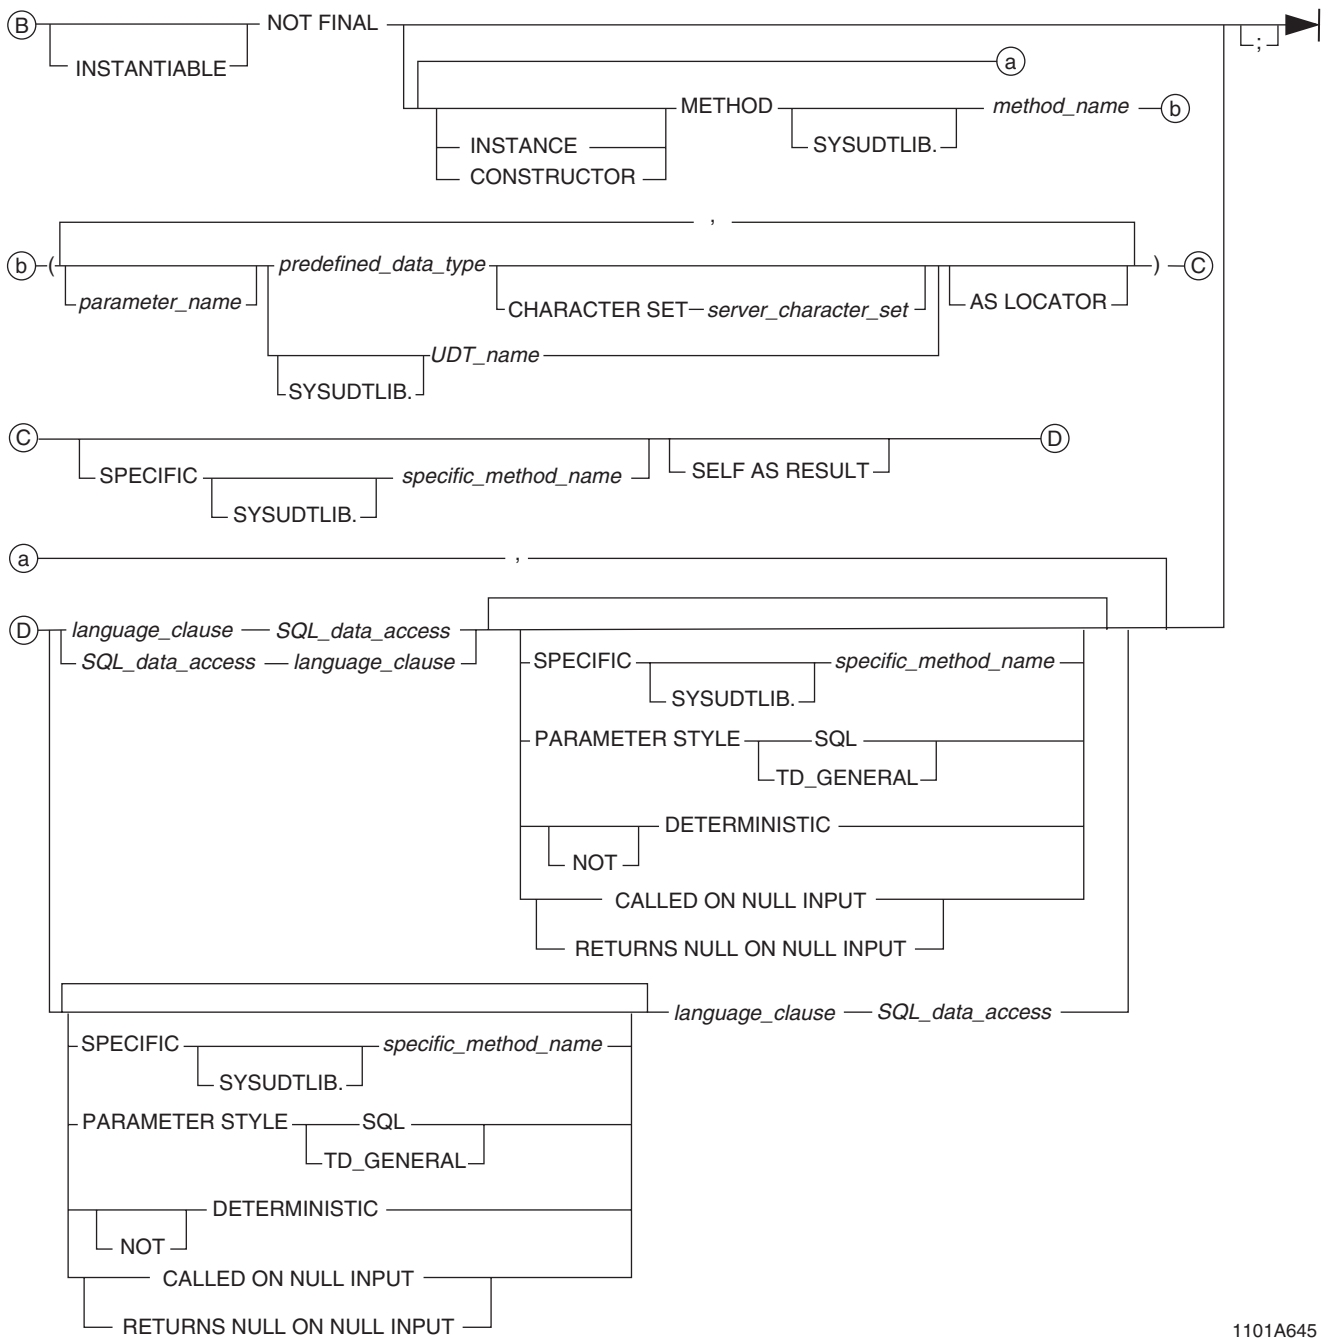 B NOT FINAL ;
INSTANTIABLE
a
METHOD method_name b
INSTANCE SYSUDTLIB.
CONSTRUCTOR
,
b ( predefined_data_type ) C
parameter_name CHARACTER SET server_character_set AS LOCATOR
UDT_name
SYSUDTLIB.
C D
SPECIFIC specific_method_name SELF AS RESULT
SYSUDTLIB.
a ,
D language_clause SQL_data_access
SQL_data_access language_clause SPECIFIC specific_method_name
SYSUDTLIB.
PARAMETER STYLE SQL
TD_GENERAL
DETERMINISTIC
NOT
CALLED ON NULL INPUT
RETURNS NULL ON NULL INPUT
language_clause SQL_data_access
SPECIFIC specific_method_name
SYSUDTLIB.
PARAMETER STYLE SQL
TD_GENERAL
DETERMINISTIC
NOT
CALLED ON NULL INPUT
RETURNS NULL ON NULL INPUT
1101A645